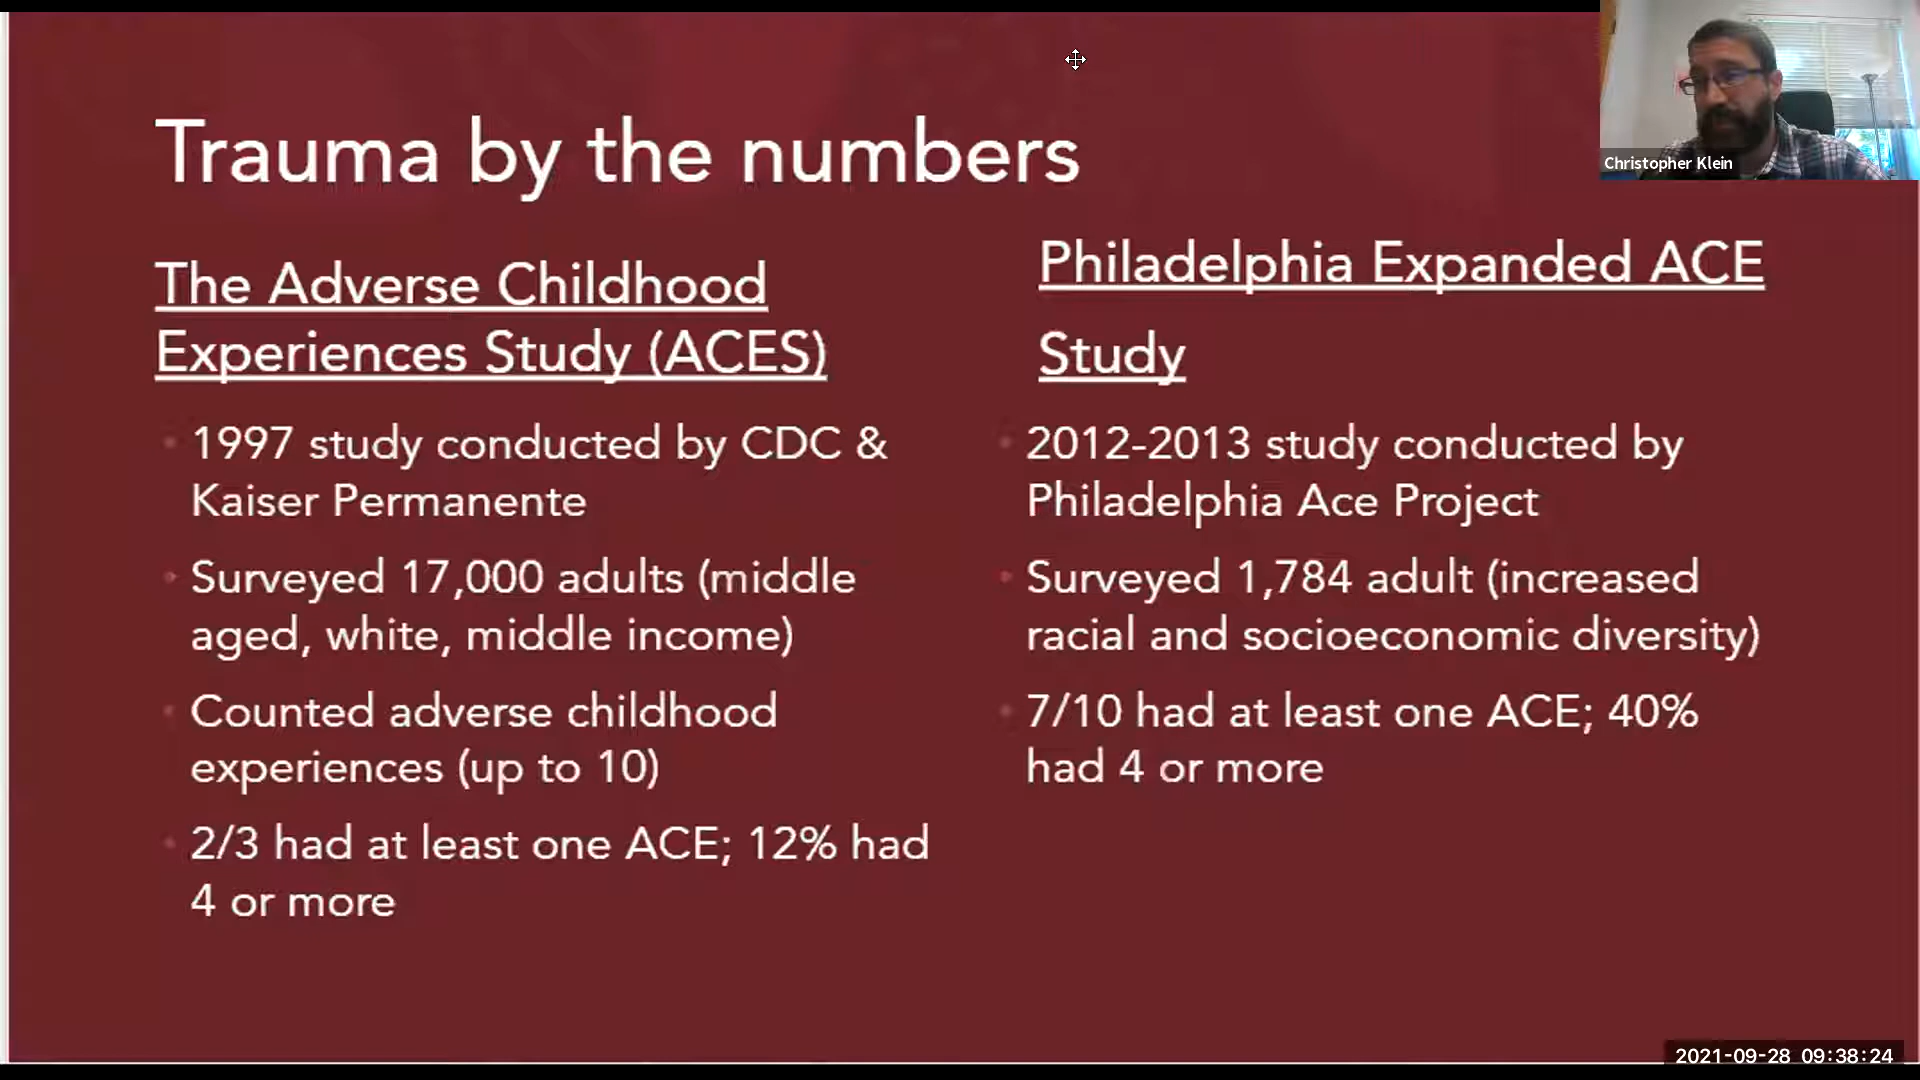 Trauma by the numbers
The Adverse Childhood
Experiences Study (ACES)
1997 study conducted by CDC &
Kaiser Permanente
Surveyed 17,000 adults (middle
aged, white, middle income)
Counted adverse childhood
experiences (up to 10)
2/3 had at least one ACE; 12% had
4 or more
Philadelphia Expanded ACE
Study
2012-2013 study conducted by
Philadelphia Ace Project
Surveyed 1,784 adult (increased
racial and socioeconomic diversity)
7/10 had at least one ACE; 40%
had 4 or more
Christopher Klein
2021-09-28 09:38:24